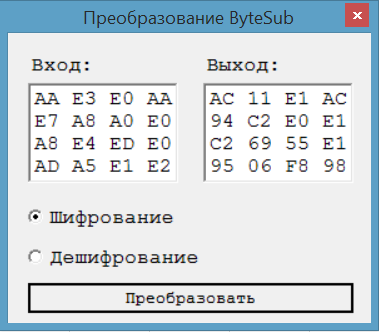 Преобразование ByteSub
Вход:
AA E3 E0 AA
E7 A8 A0 E0
A8 E4 ED E0
AD A5 E1 E2
Выход:
AC 11 E1 AC
94 C2 E0 E1
C2 69 55 E1
95 06 F8 98
Шифрование
Дешифрование
Преобразовать